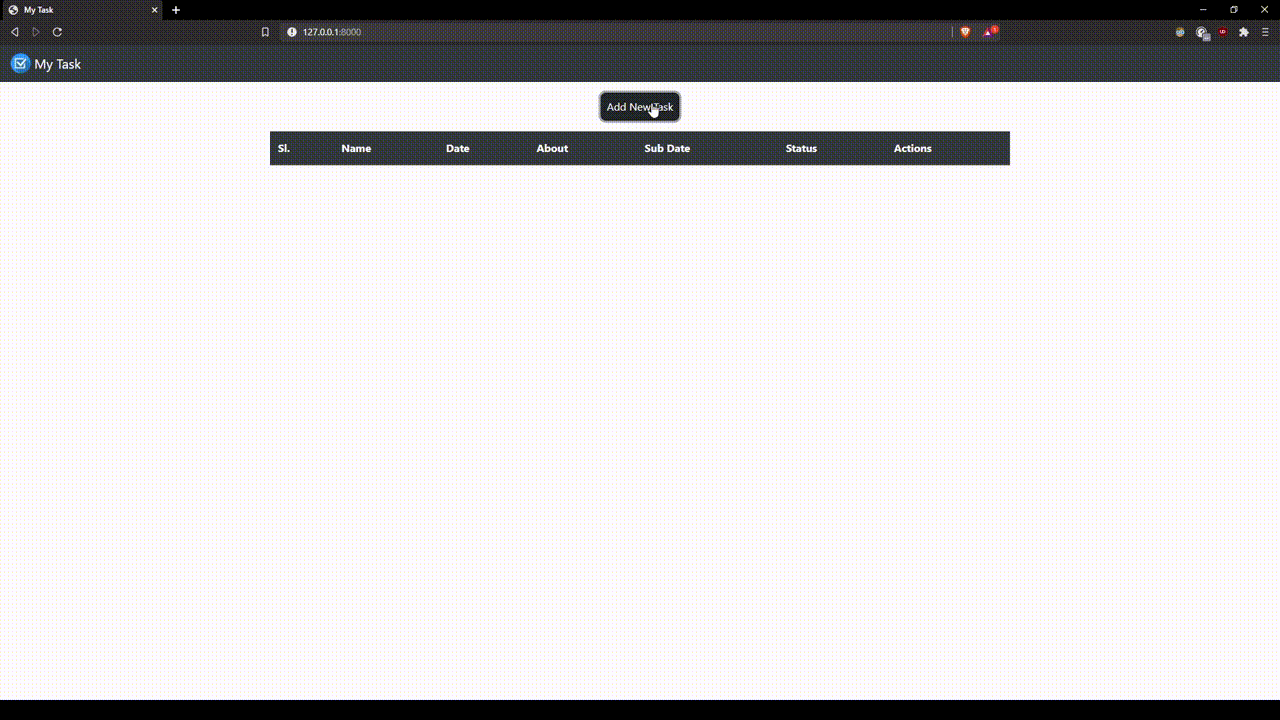 My Task
127.0.0.1:8000
My Task
Add New Task
Sl. Name Date About Sub Date Status Actions